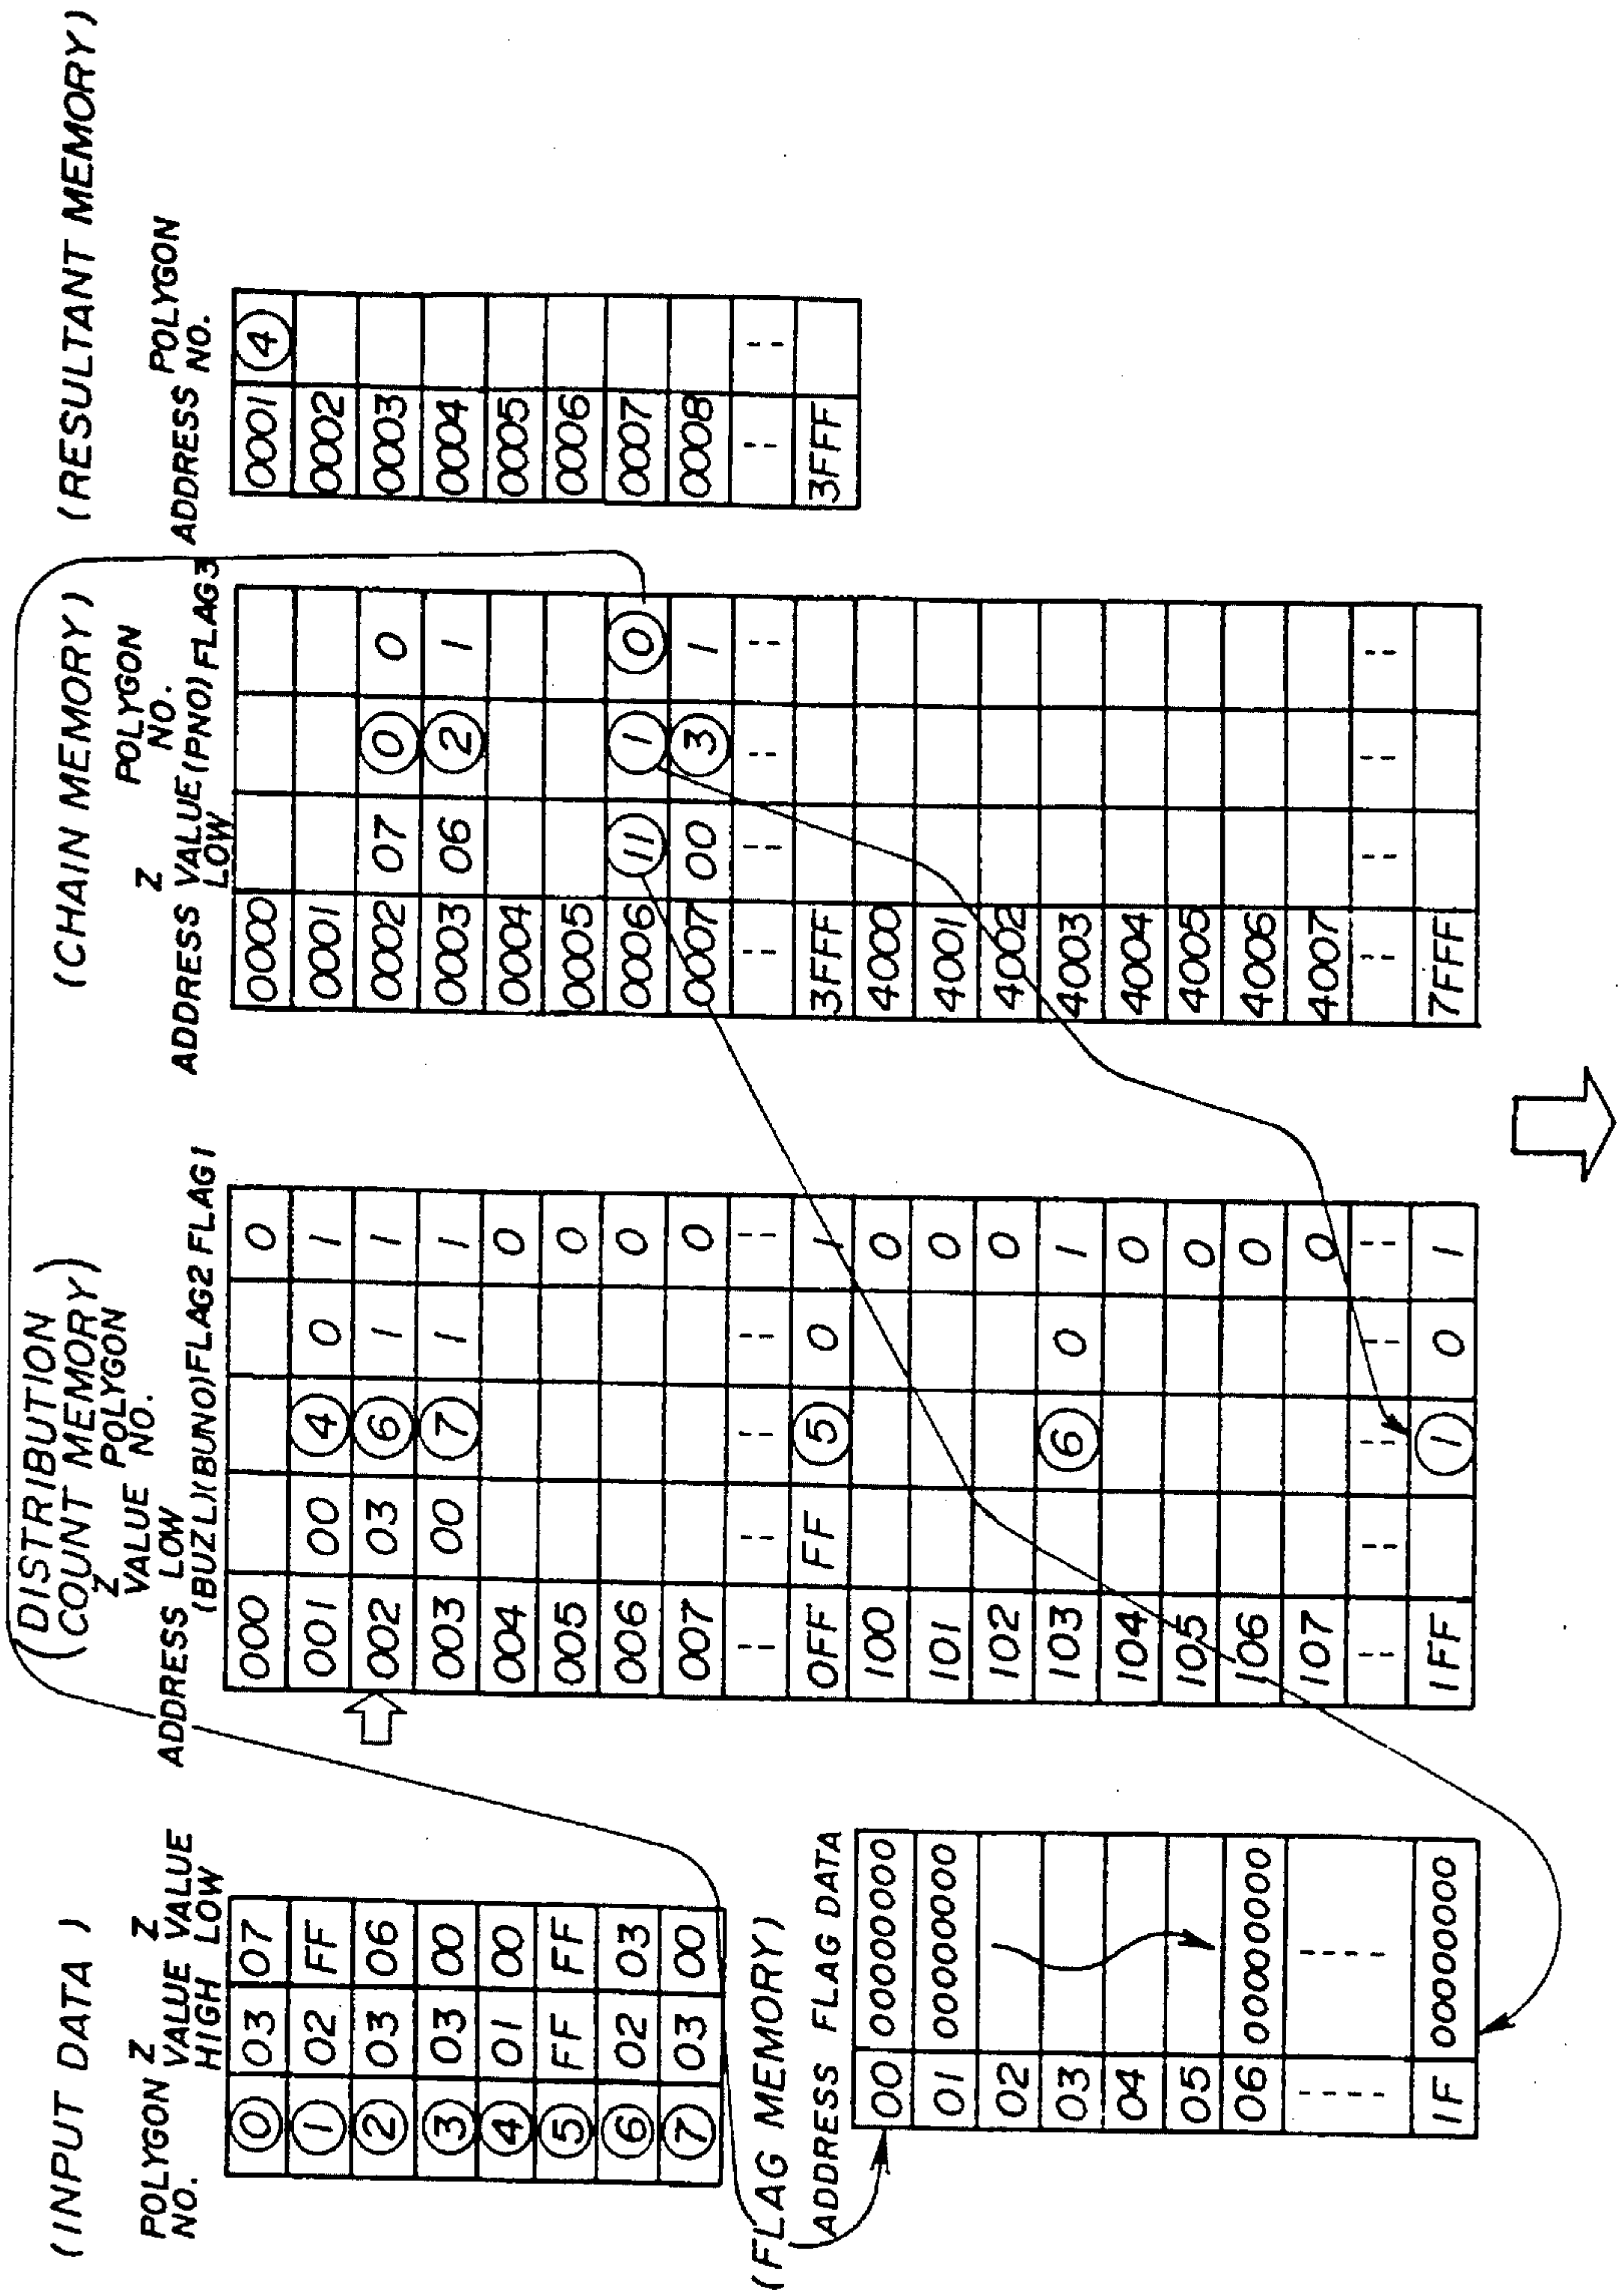 (INPUT DATA)
POLYGON NO. Z VALUE HIGH Z VALUE LOW
0 03 07
1 02 FF
2 03 06
3 03 00
4 01 00
5 FF FF
6 02 03
7 03 00
(FLAG MEMORY)
ADDRESS FLAG DATA
00 00000000
01 00000000
02
03
04
05
06 00000000
---- ----
1F 00000000
(DISTRIBUTION COUNT MEMORY)
ADDRESS Z VALUE LOW (BUZL) POLYGON NO. (BUNO) FLAG2 FLAG1
000 0
001 00 4 0 1
002 03 6 1 1
003 00 7 1 1
004 0
005 0
006 0
007 0
-- -- -- -- --
0FF FF 5 0 1
100 0
101 0
102 0
103 6 0 1
104 0
105 0
106 0
107 0
-- -- -- -- --
1FF 1 0 1
(CHAIN MEMORY)
ADDRESS Z VALUE LOW POLYGON NO. (PNO) FLAG3
0000
0001
0002 07 0 0
0003 06 2 1
0004
0005
0006 11 1 0
0007 00 3 1
-- -- -- --
3FFF
4000
4001
4002
4003
4004
4005
4006
4007
-- -- -- --
7FFF
(RESULTANT MEMORY)
ADDRESS POLYGON NO.
0001 4
0002
0003
0004
0005
0006
0007
0008
-- --
3FFF